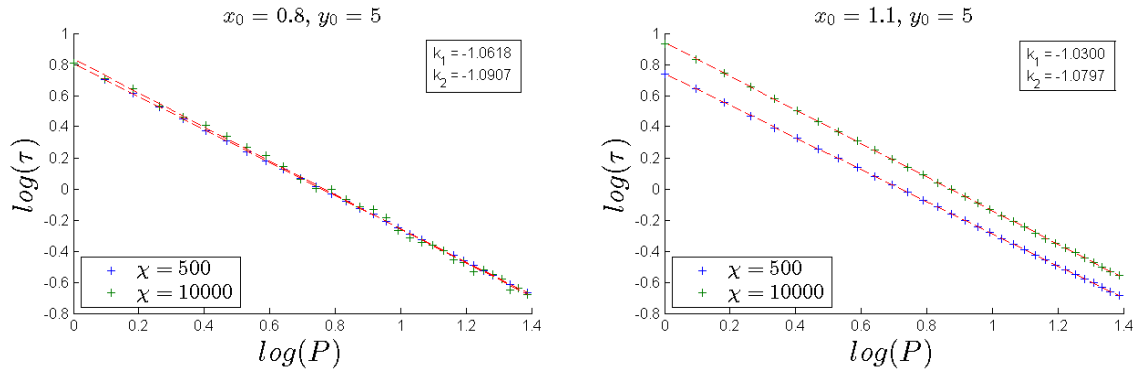 x₀ = 0.8, y₀ = 5
k₁ = -1.0618
k₂ = -1.0907
log(τ)
1
0.8
0.6
0.4
0.2
0
-0.2
-0.4
-0.6
-0.8
χ = 500
χ = 10000
0 0.2 0.4 0.6 0.8 1 1.2 1.4
log(P)
x₀ = 1.1, y₀ = 5
k₁ = -1.0300
k₂ = -1.0797
log(τ)
1
0.8
0.6
0.4
0.2
0
-0.2
-0.4
-0.6
-0.8
χ = 500
χ = 10000
0 0.2 0.4 0.6 0.8 1 1.2 1.4
log(P)